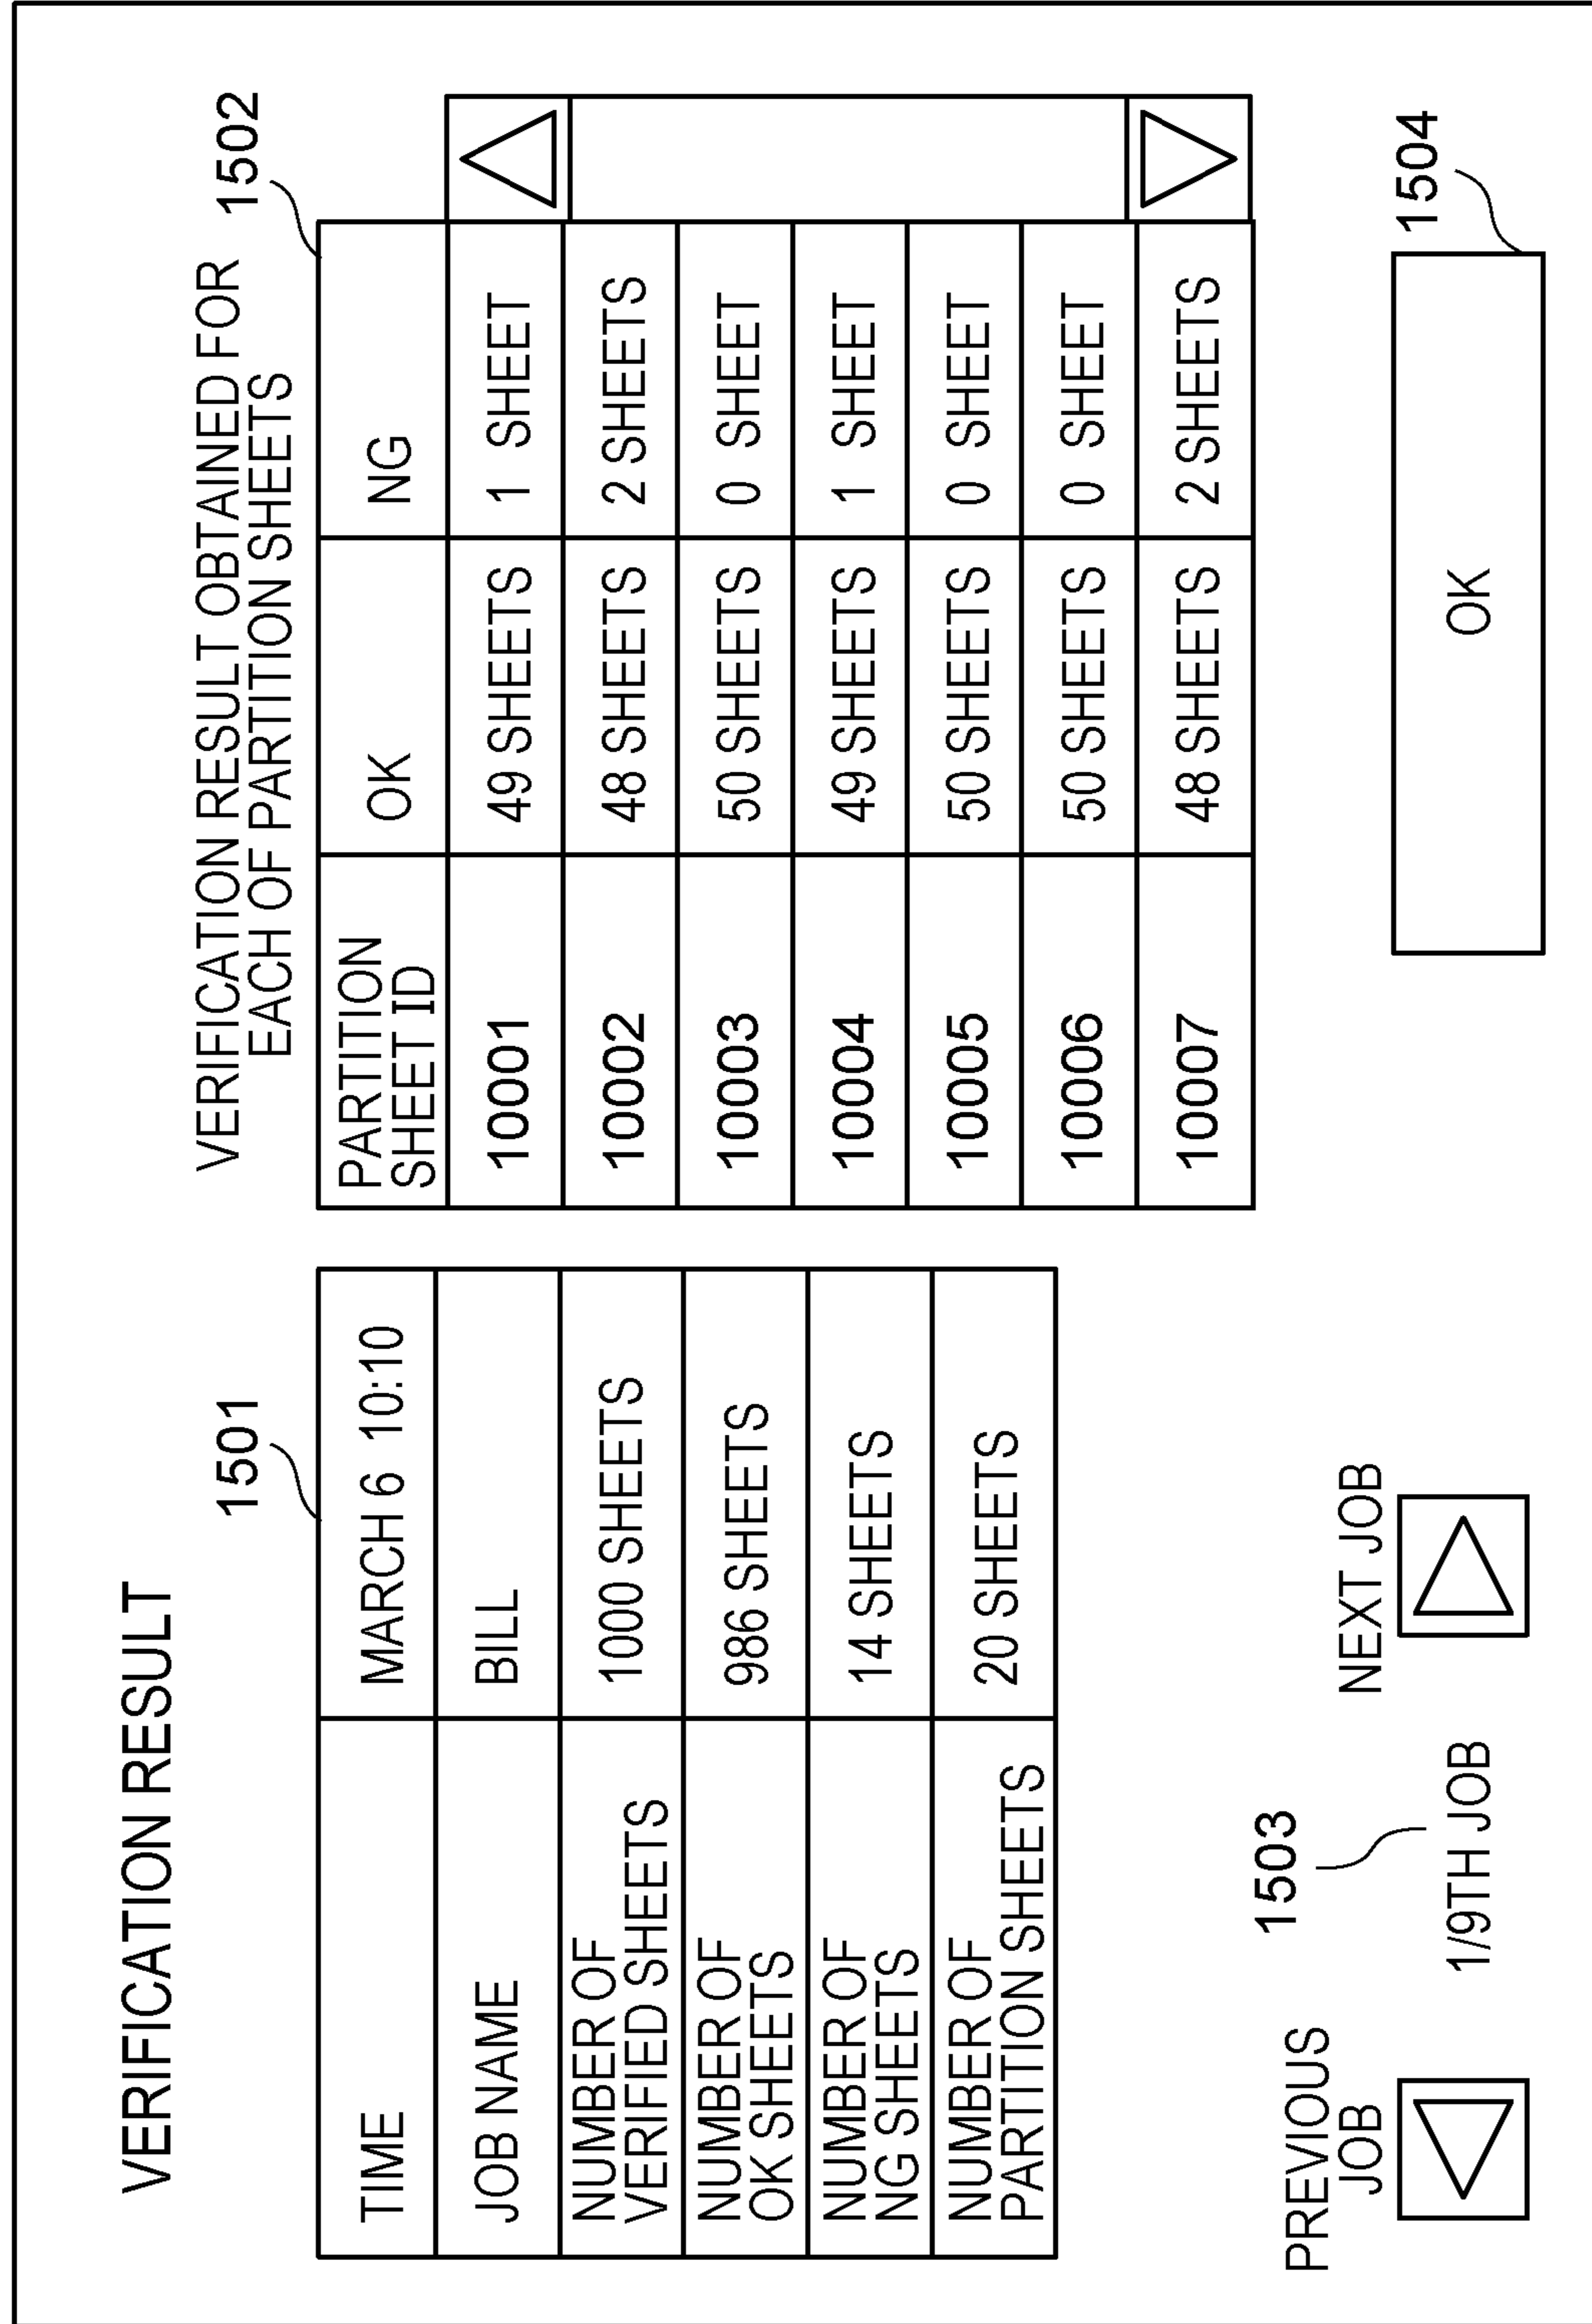 VERIFICATION RESULT
1501
TIME MARCH 6 10:10
JOB NAME BILL
NUMBER OF
VERIFIED SHEETS 1000 SHEETS
NUMBER OF
OK SHEETS 986 SHEETS
NUMBER OF
NG SHEETS 14 SHEETS
NUMBER OF
PARTITION SHEETS 20 SHEETS
VERIFICATION RESULT OBTAINED FOR
EACH OF PARTITION SHEETS
1502
PARTITION
SHEET ID OK NG
10001 49 SHEETS 1 SHEET
10002 48 SHEETS 2 SHEETS
10003 50 SHEETS 0 SHEET
10004 49 SHEETS 1 SHEET
10005 50 SHEETS 0 SHEET
10006 50 SHEETS 0 SHEET
10007 48 SHEETS 2 SHEETS
PREVIOUS
JOB
1503
1/9TH JOB
NEXT JOB
1504
OK